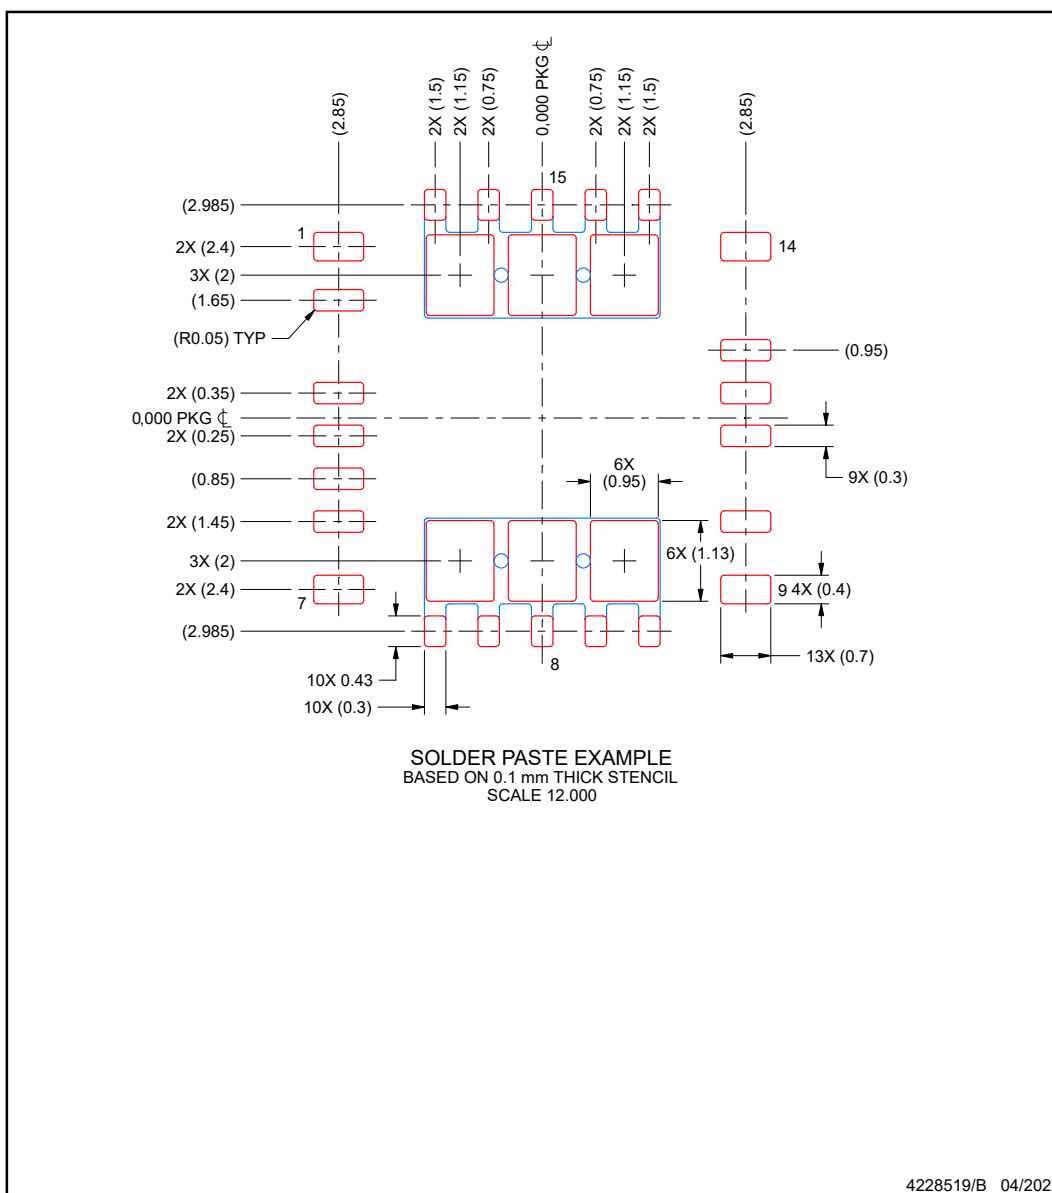 (2.85)
2X (1.5)
2X (1.15)
2X (0.75)
0,000 PKG ℄
2X (0.75)
2X (1.15)
2X (1.5)
(2.85)
15
(2.985)
1
2X (2.4)
14
3X (2)
(1.65)
(R0.05) TYP
(0.95)
2X (0.35)
0,000 PKG ℄
2X (0.25)
(0.85)
6X
(0.95)
9X (0.3)
2X (1.45)
3X (2)
6X (1.13)
2X (2.4)
7
9
4X (0.4)
(2.985)
8
13X (0.7)
10X 0.43
10X (0.3)
SOLDER PASTE EXAMPLE
BASED ON 0.1 mm THICK STENCIL
SCALE 12.000
4228519/B 04/202